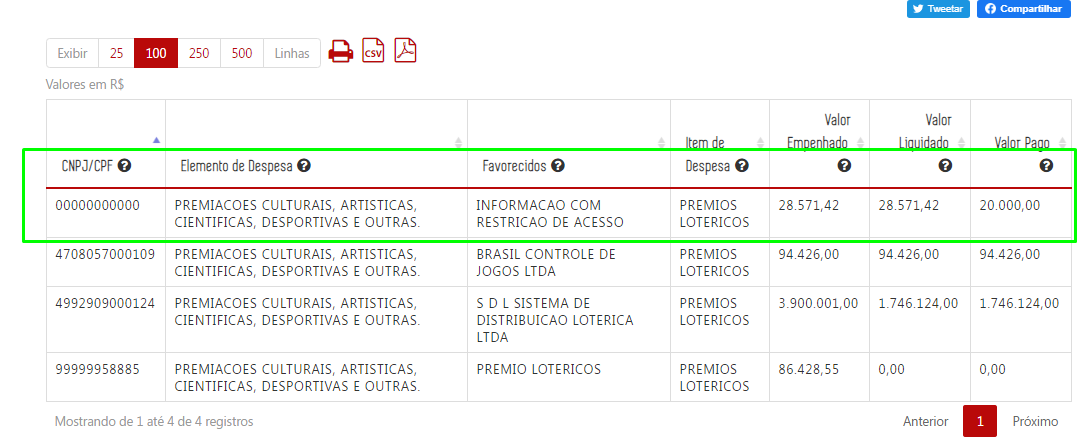 Tweetar Compartilhar
Exibir 25 100 250 500 Linhas CSV
Valores em R$
Valor Valor
Item de Empenhado Liquidado Valor Pago
CNPJ/CPF ? Elemento de Despesa ? Favorecidos ? Despesa ? ? ? ?
00000000000 PREMIACOES CULTURAIS, ARTISTICAS, INFORMACAO COM PREMIOS 28.571,42 28.571,42 20.000,00
CIENTIFICAS, DESPORTIVAS E OUTRAS. RESTRICAO DE ACESSO LOTERICOS
4708057000109 PREMIACOES CULTURAIS, ARTISTICAS, BRASIL CONTROLE DE PREMIOS 94.426,00 94.426,00 94.426,00
CIENTIFICAS, DESPORTIVAS E OUTRAS. JOGOS LTDA LOTERICOS
4992909000124 PREMIACOES CULTURAIS, ARTISTICAS, S D L SISTEMA DE PREMIOS 3.900.001,00 1.746.124,00 1.746.124,00
CIENTIFICAS, DESPORTIVAS E OUTRAS. DISTRIBUICAO LOTERICA LOTERICOS
LTDA
99999958885 PREMIACOES CULTURAIS, ARTISTICAS, PREMIO LOTERICOS PREMIOS 86.428,55 0,00 0,00
CIENTIFICAS, DESPORTIVAS E OUTRAS. LOTERICOS
Mostrando de 1 até 4 de 4 registros Anterior 1 Próximo